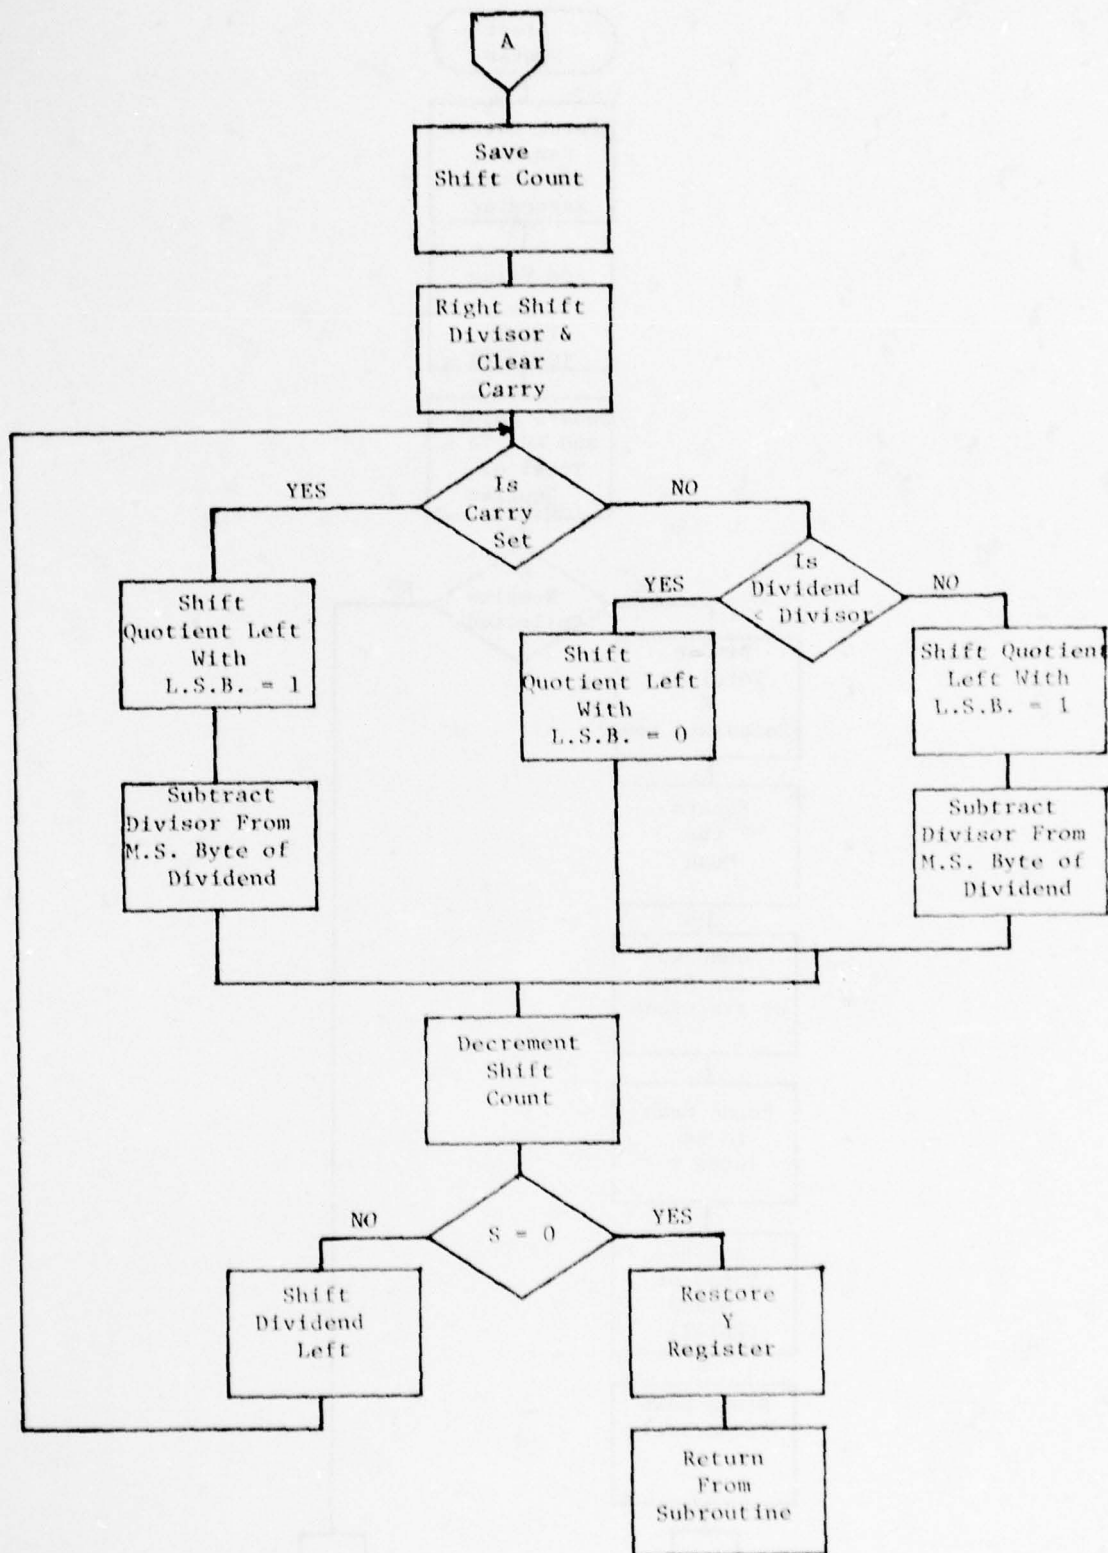 A
Save
Shift Count
Right Shift
Divisor &
Clear
Carry
YES
Is
Carry
Set
NO
Shift
Quotient Left
With
L.S.B. = 1
Subtract
Divisor From
M.S. Byte of
Dividend
YES
Is
Dividend
< Divisor
NO
Shift
Quotient Left
With
L.S.B. = 0
Shift Quotient
Left With
L.S.B. = 1
Subtract
Divisor From
M.S. Byte of
Dividend
Decrement
Shift
Count
NO
S = 0
YES
Shift
Dividend
Left
Restore
Y
Register
Return
From
Subroutine